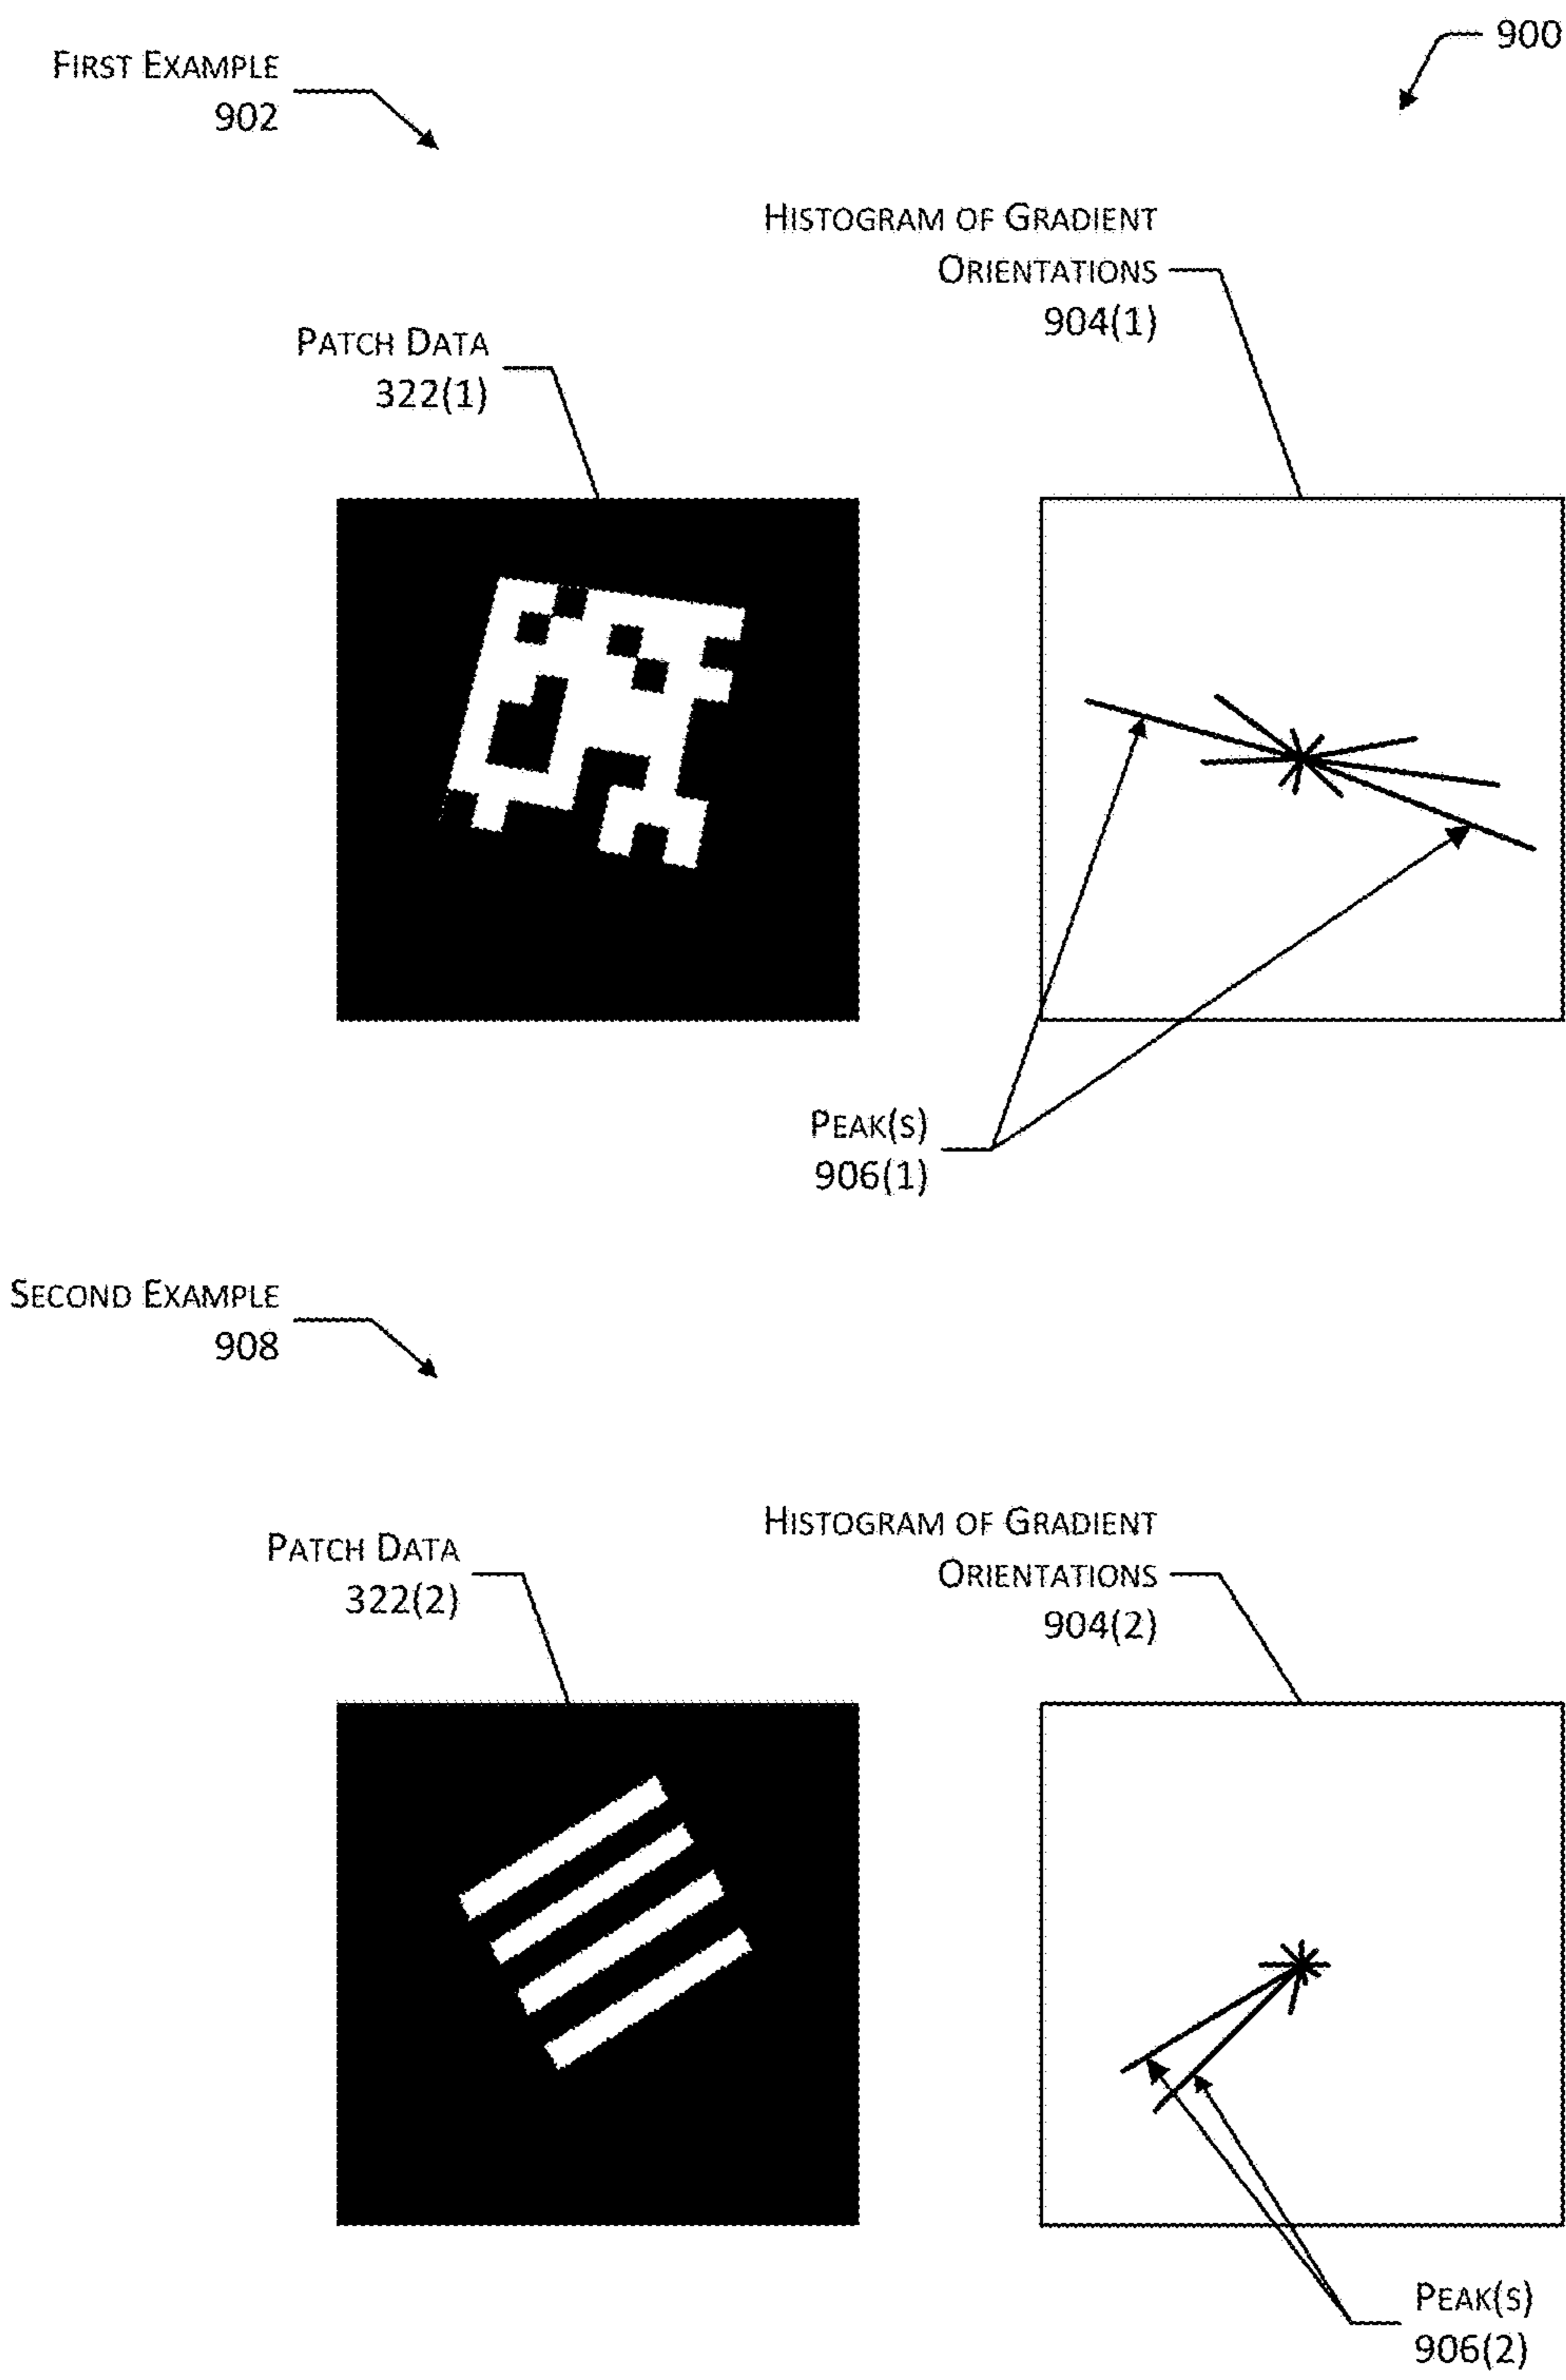 900
FIRST EXAMPLE
902
HISTOGRAM OF GRADIENT
ORIENTATIONS
904(1)
PATCH DATA
322(1)
PEAK(S)
906(1)
SECOND EXAMPLE
908
HISTOGRAM OF GRADIENT
ORIENTATIONS
904(2)
PATCH DATA
322(2)
PEAK(S)
906(2)